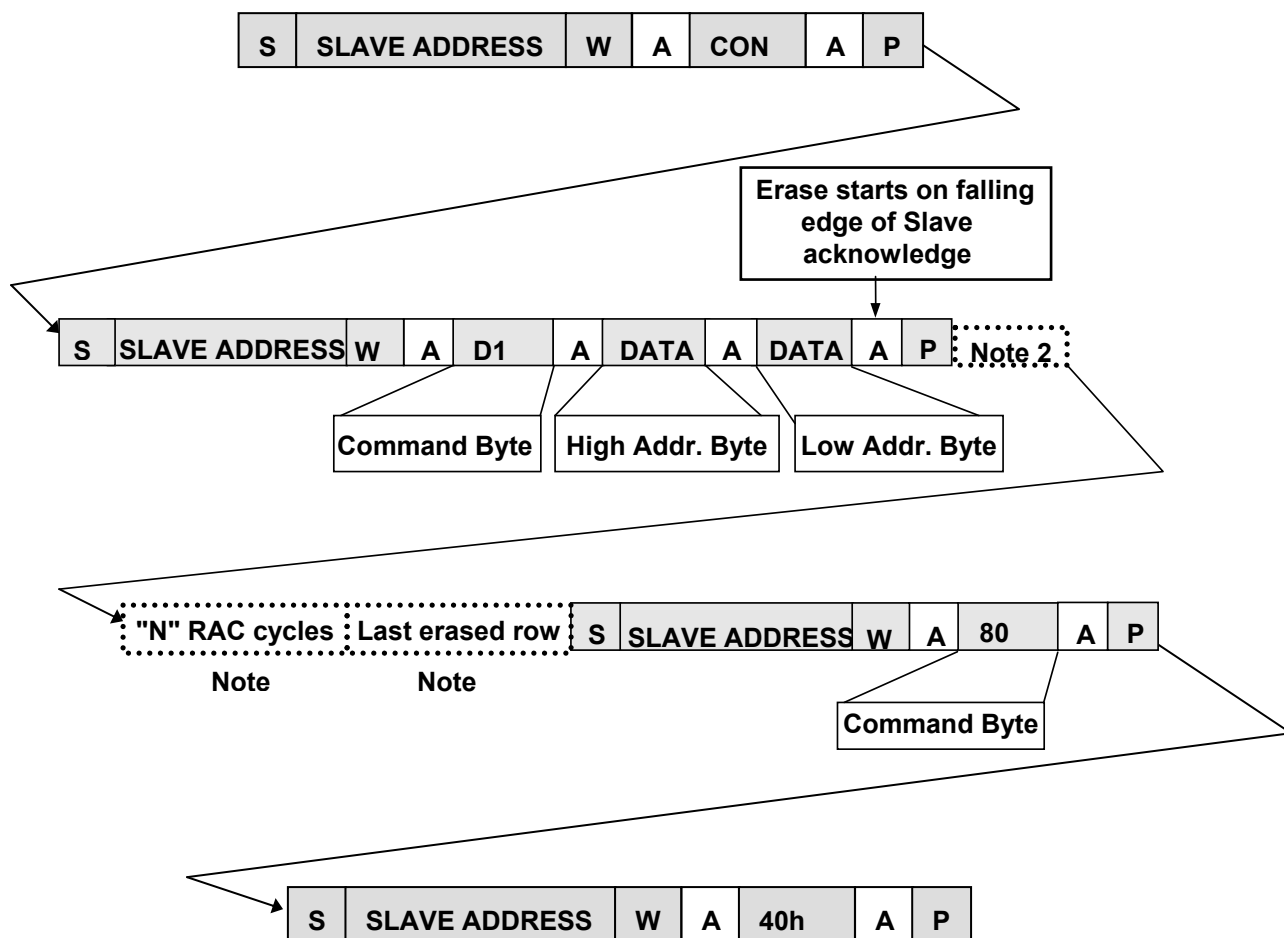 S SLAVE ADDRESS W A CON A P
Erase starts on falling
edge of Slave
acknowledge
S SLAVE ADDRESS W A D1 A DATA A DATA A P Note 2
Command Byte High Addr. Byte Low Addr. Byte
"N" RAC cycles Last erased row S SLAVE ADDRESS W A 80 A P
Note Note
Command Byte
S SLAVE ADDRESS W A 40h A P